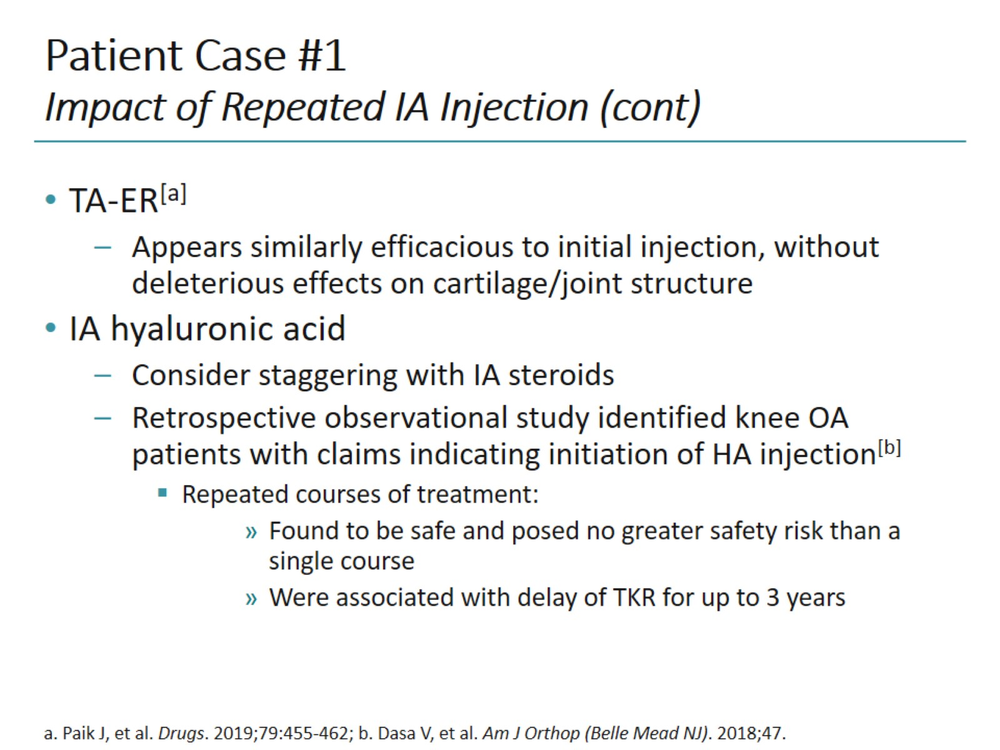 Patient Case #1
Impact of Repeated IA Injection (cont)
• TA-ER[a]
– Appears similarly efficacious to initial injection, without
deleterious effects on cartilage/joint structure
• IA hyaluronic acid
– Consider staggering with IA steroids
– Retrospective observational study identified knee OA
patients with claims indicating initiation of HA injection[b]
▪ Repeated courses of treatment:
» Found to be safe and posed no greater safety risk than a
single course
» Were associated with delay of TKR for up to 3 years
a. Paik J, et al. Drugs. 2019;79:455-462; b. Dasa V, et al. Am J Orthop (Belle Mead NJ). 2018;47.